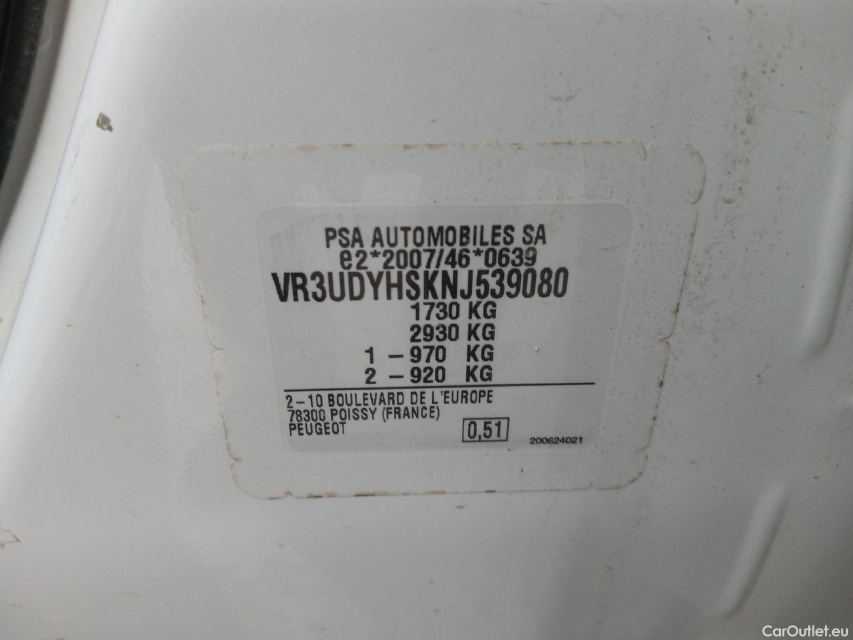 PSA AUTOMOBILES SA
e2*2007/46*0639
VR3UDYHSKNJ539080
1730 KG
2930 KG
1 – 970 KG
2 – 920 KG
2–10 BOULEVARD DE L'EUROPE
78300 POISSY (FRANCE)
PEUGEOT
0,51
200624021
CarOutlet.eu